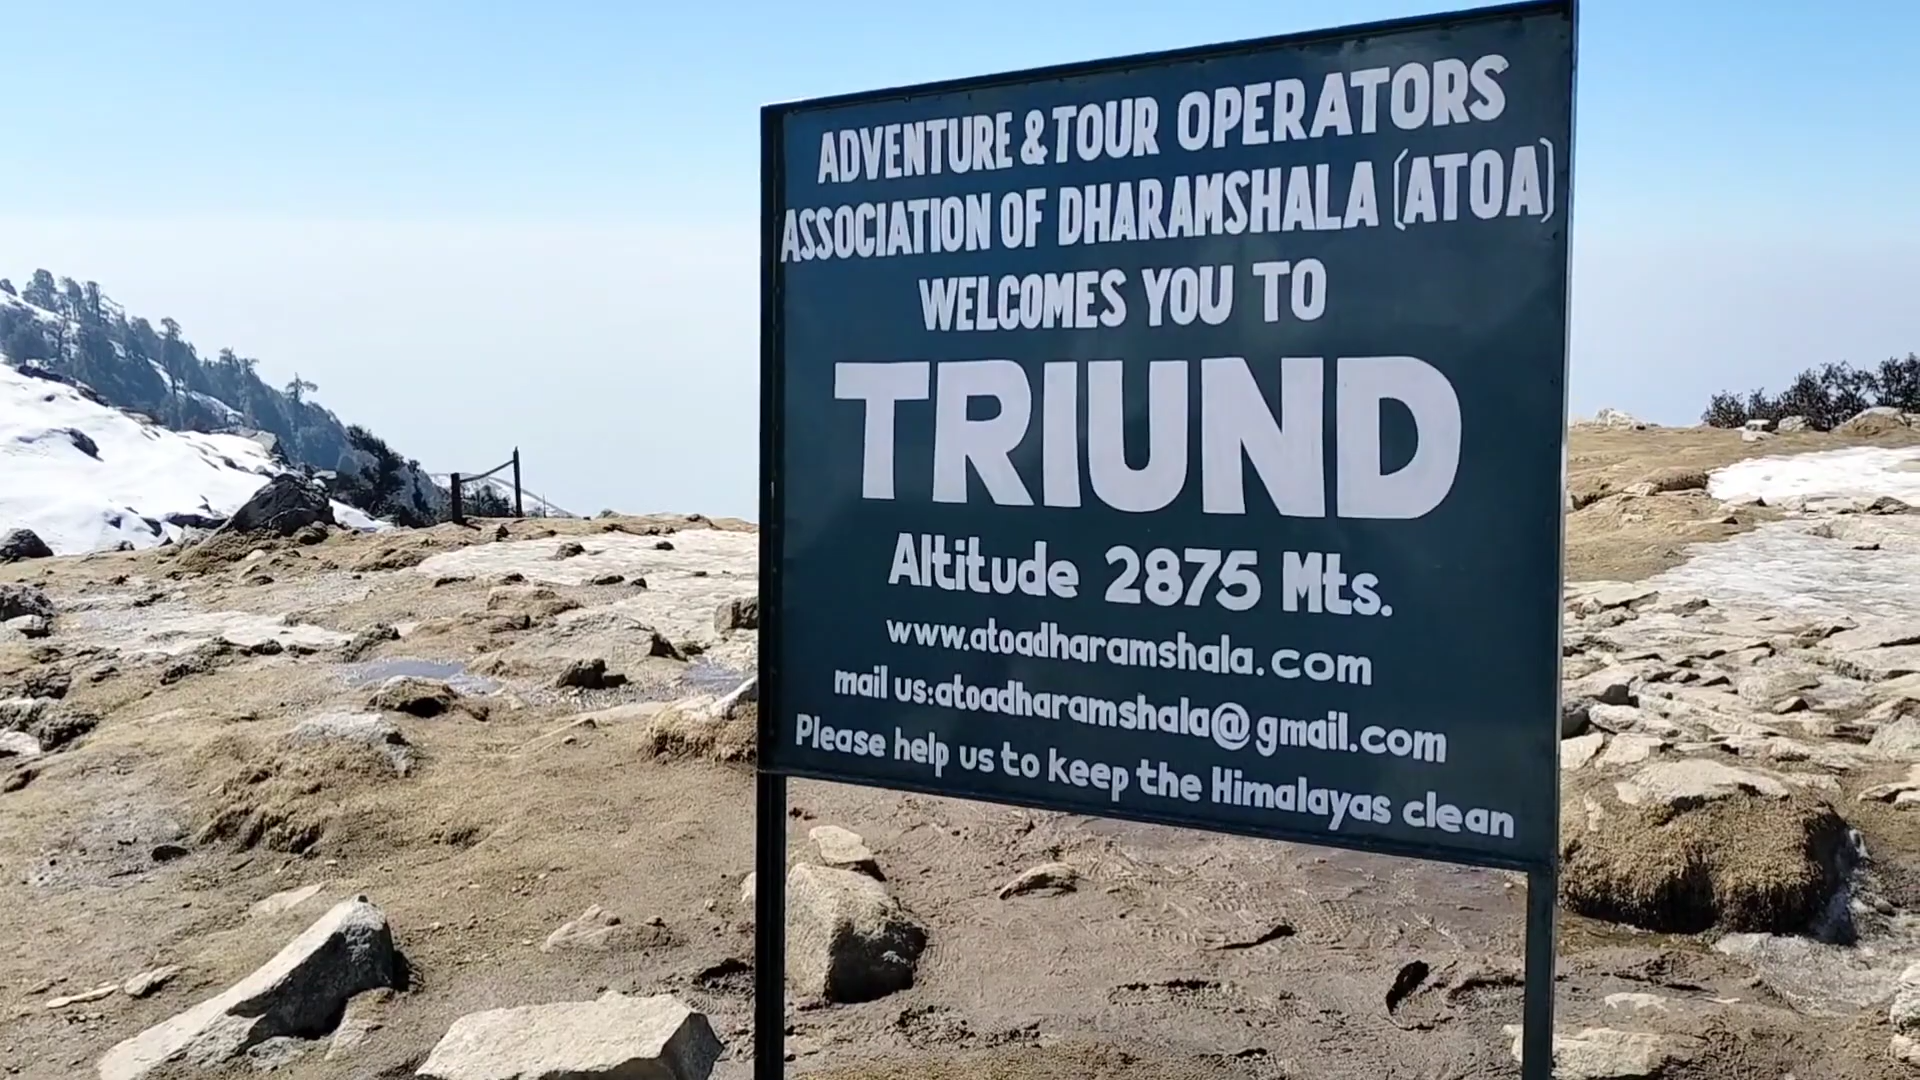 ADVENTURE & TOUR OPERATORS
ASSOCIATION OF DHARAMSHALA (ATOA)
WELCOMES YOU TO
TRIUND
Altitude 2875 Mts.
www.atoadharamshala.com
mail us:atoadharamshala@gmail.com
Please help us to keep the Himalayas clean